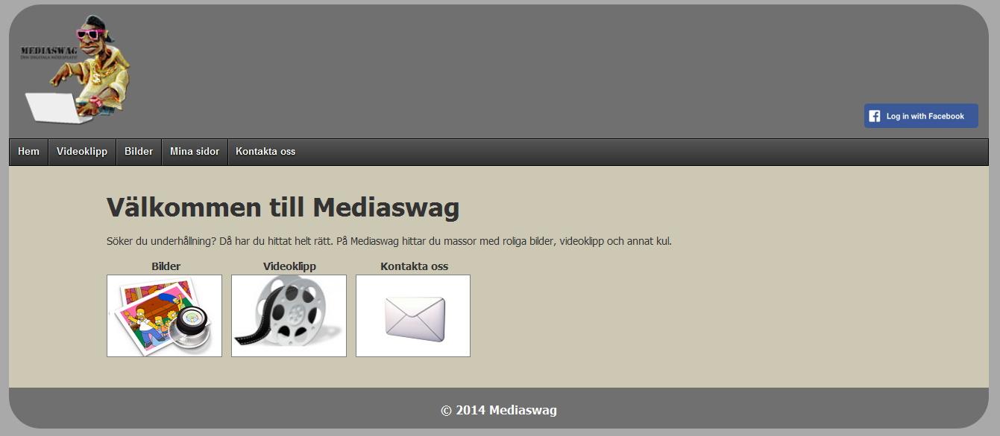 MEDIASWAG
DIN DIGITALA NÖJESPLATS!
Log in with Facebook
Hem Videoklipp Bilder Mina sidor Kontakta oss
Välkommen till Mediaswag
Söker du underhållning? Då har du hittat helt rätt. På Mediaswag hittar du massor med roliga bilder, videoklipp och annat kul.
Bilder Videoklipp Kontakta oss
© 2014 Mediaswag